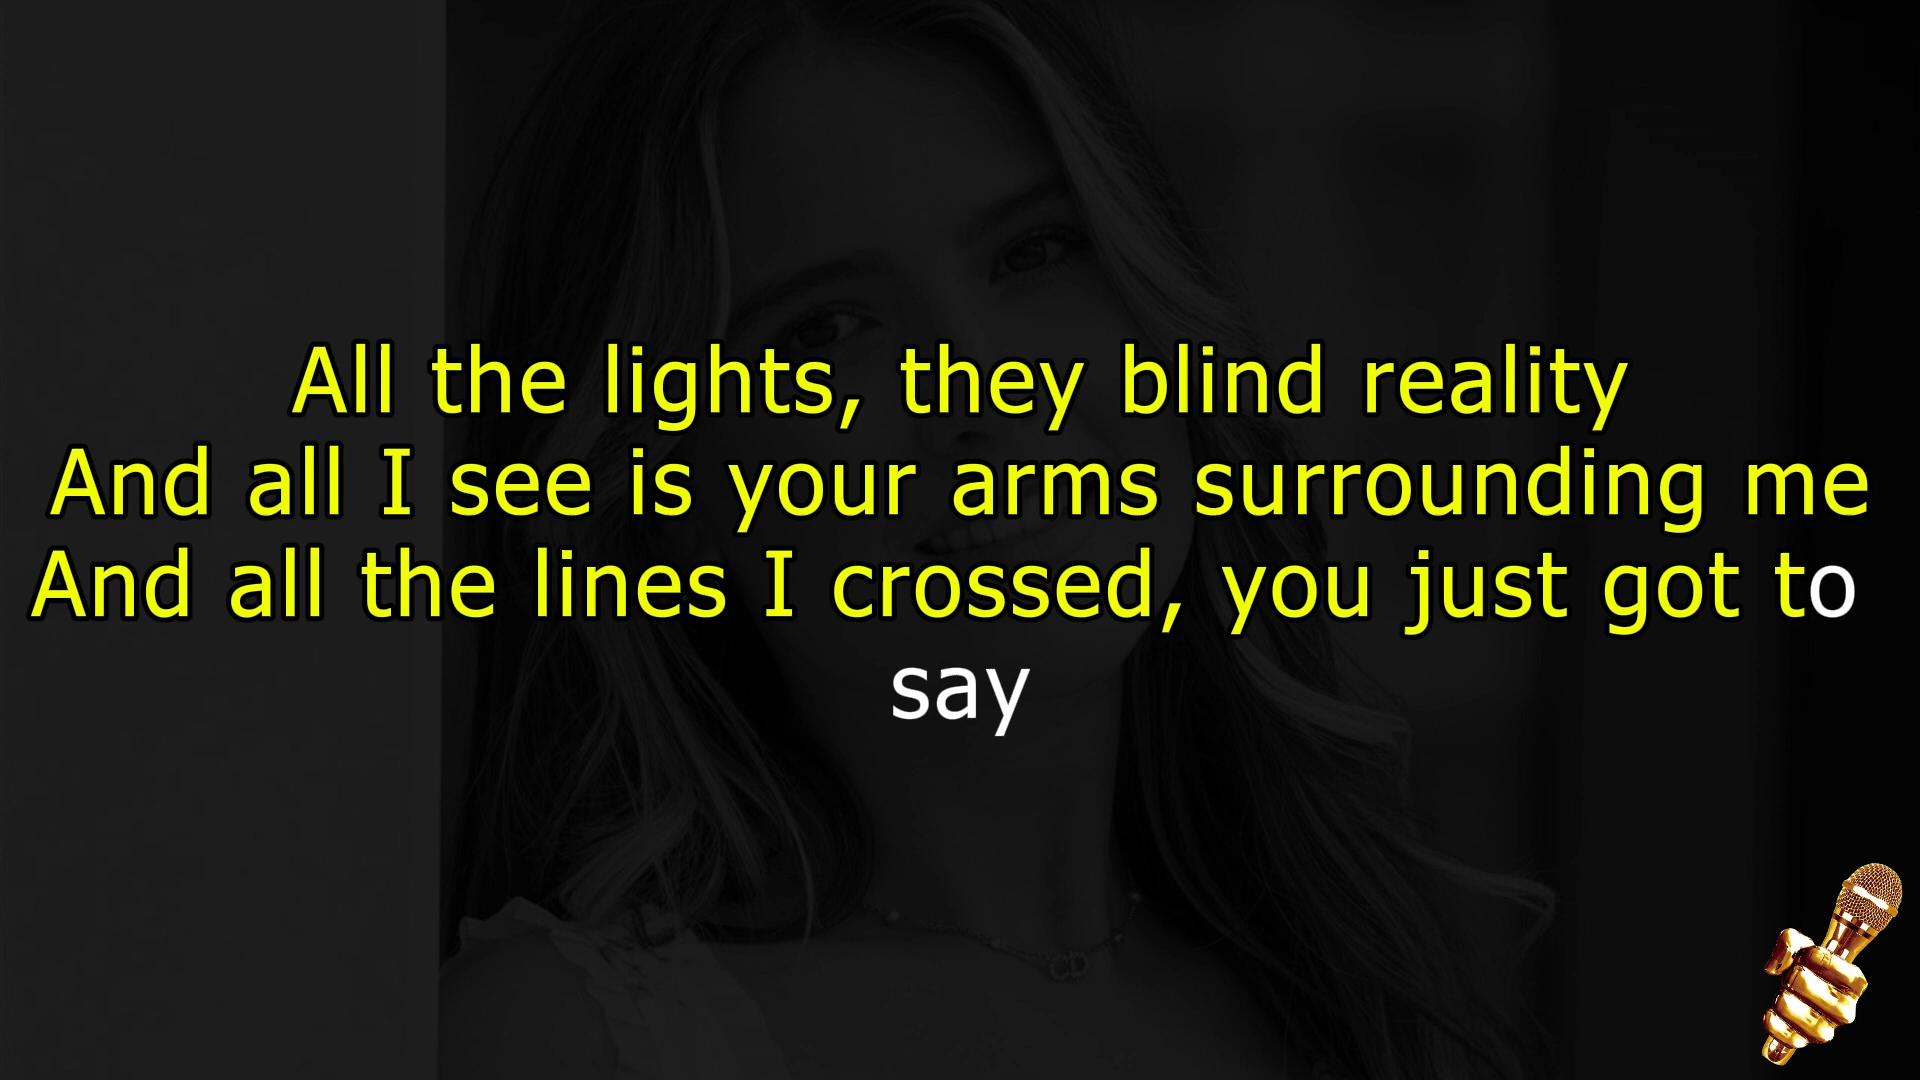 All the lights, they blind reality
And all I see is your arms surrounding me
And all the lines I crossed, you just got to
say
CD